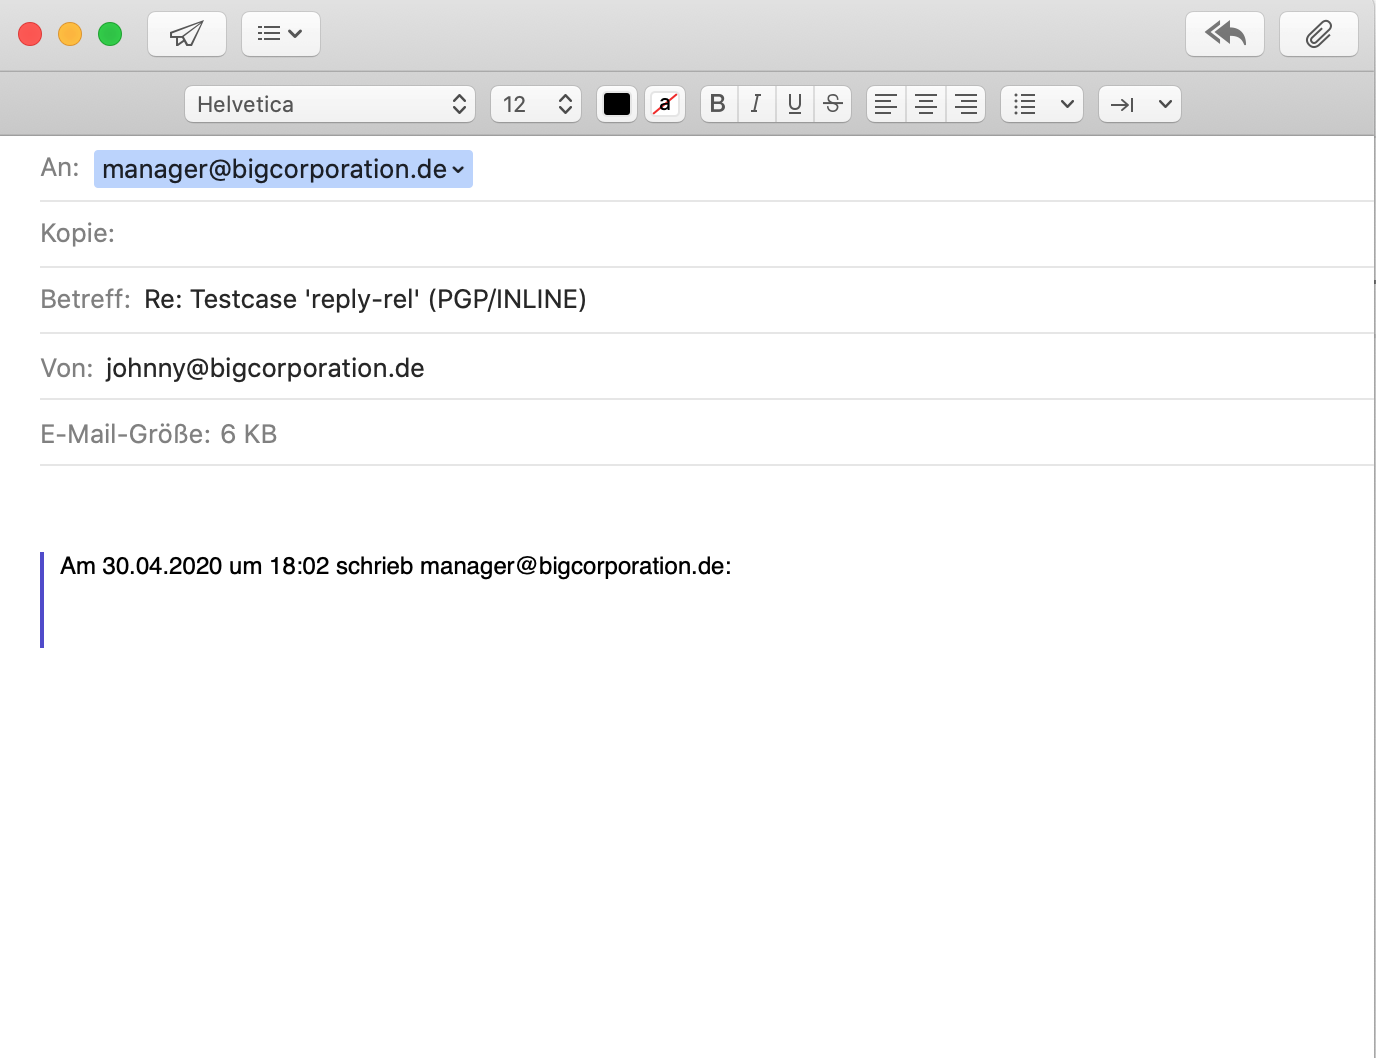 Helvetica 12 a B I U S
An: manager@bigcorporation.de
Kopie:
Betreff: Re: Testcase 'reply-rel' (PGP/INLINE)
Von: johnny@bigcorporation.de
E-Mail-Größe: 6 KB
Am 30.04.2020 um 18:02 schrieb manager@bigcorporation.de: